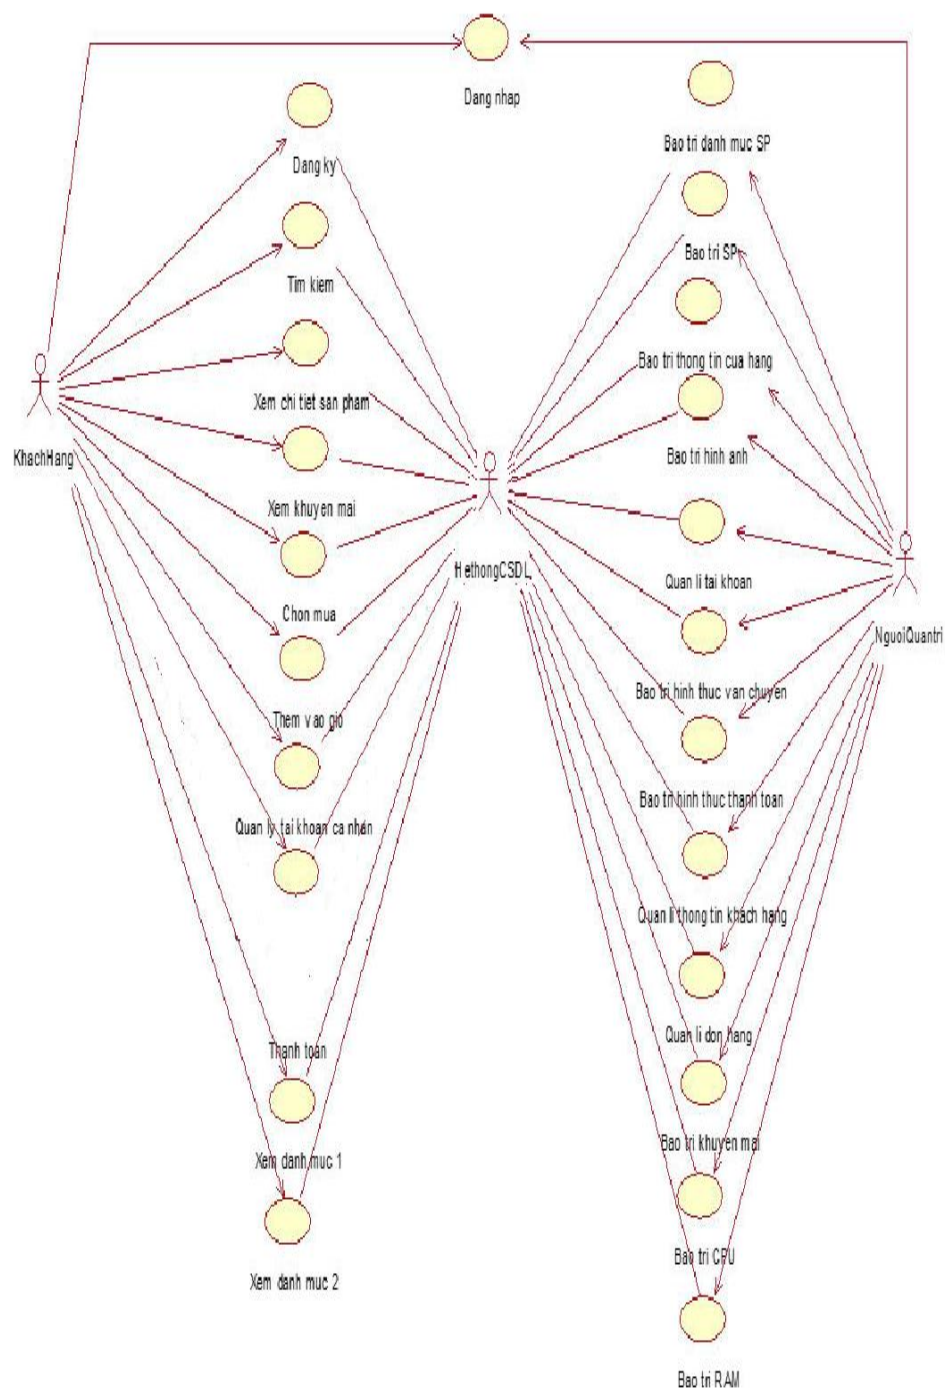 Dang nhap
Dang ky
Tim kiem
Xem chi tiet san pham
KhachHang
Xem khuyen mai
Chon mua
Them vao gio
Quan ly tai khoan ca nhan
Thanh toan
Xem danh muc 1
Xem danh muc 2
HethongCSDL
Bao tri danh muc SP
Bao tri SP
Bao tri thong tin cua hang
Bao tri hinh anh
Quan li tai khoan
NguoiQuantri
Bao tri hinh thuc van chuyen
Bao tri hinh thuc thanh toan
Quan li thong tin khach hang
Quan li don hang
Bao tri khuyen mai
Bao tri CPU
Bao tri RAM